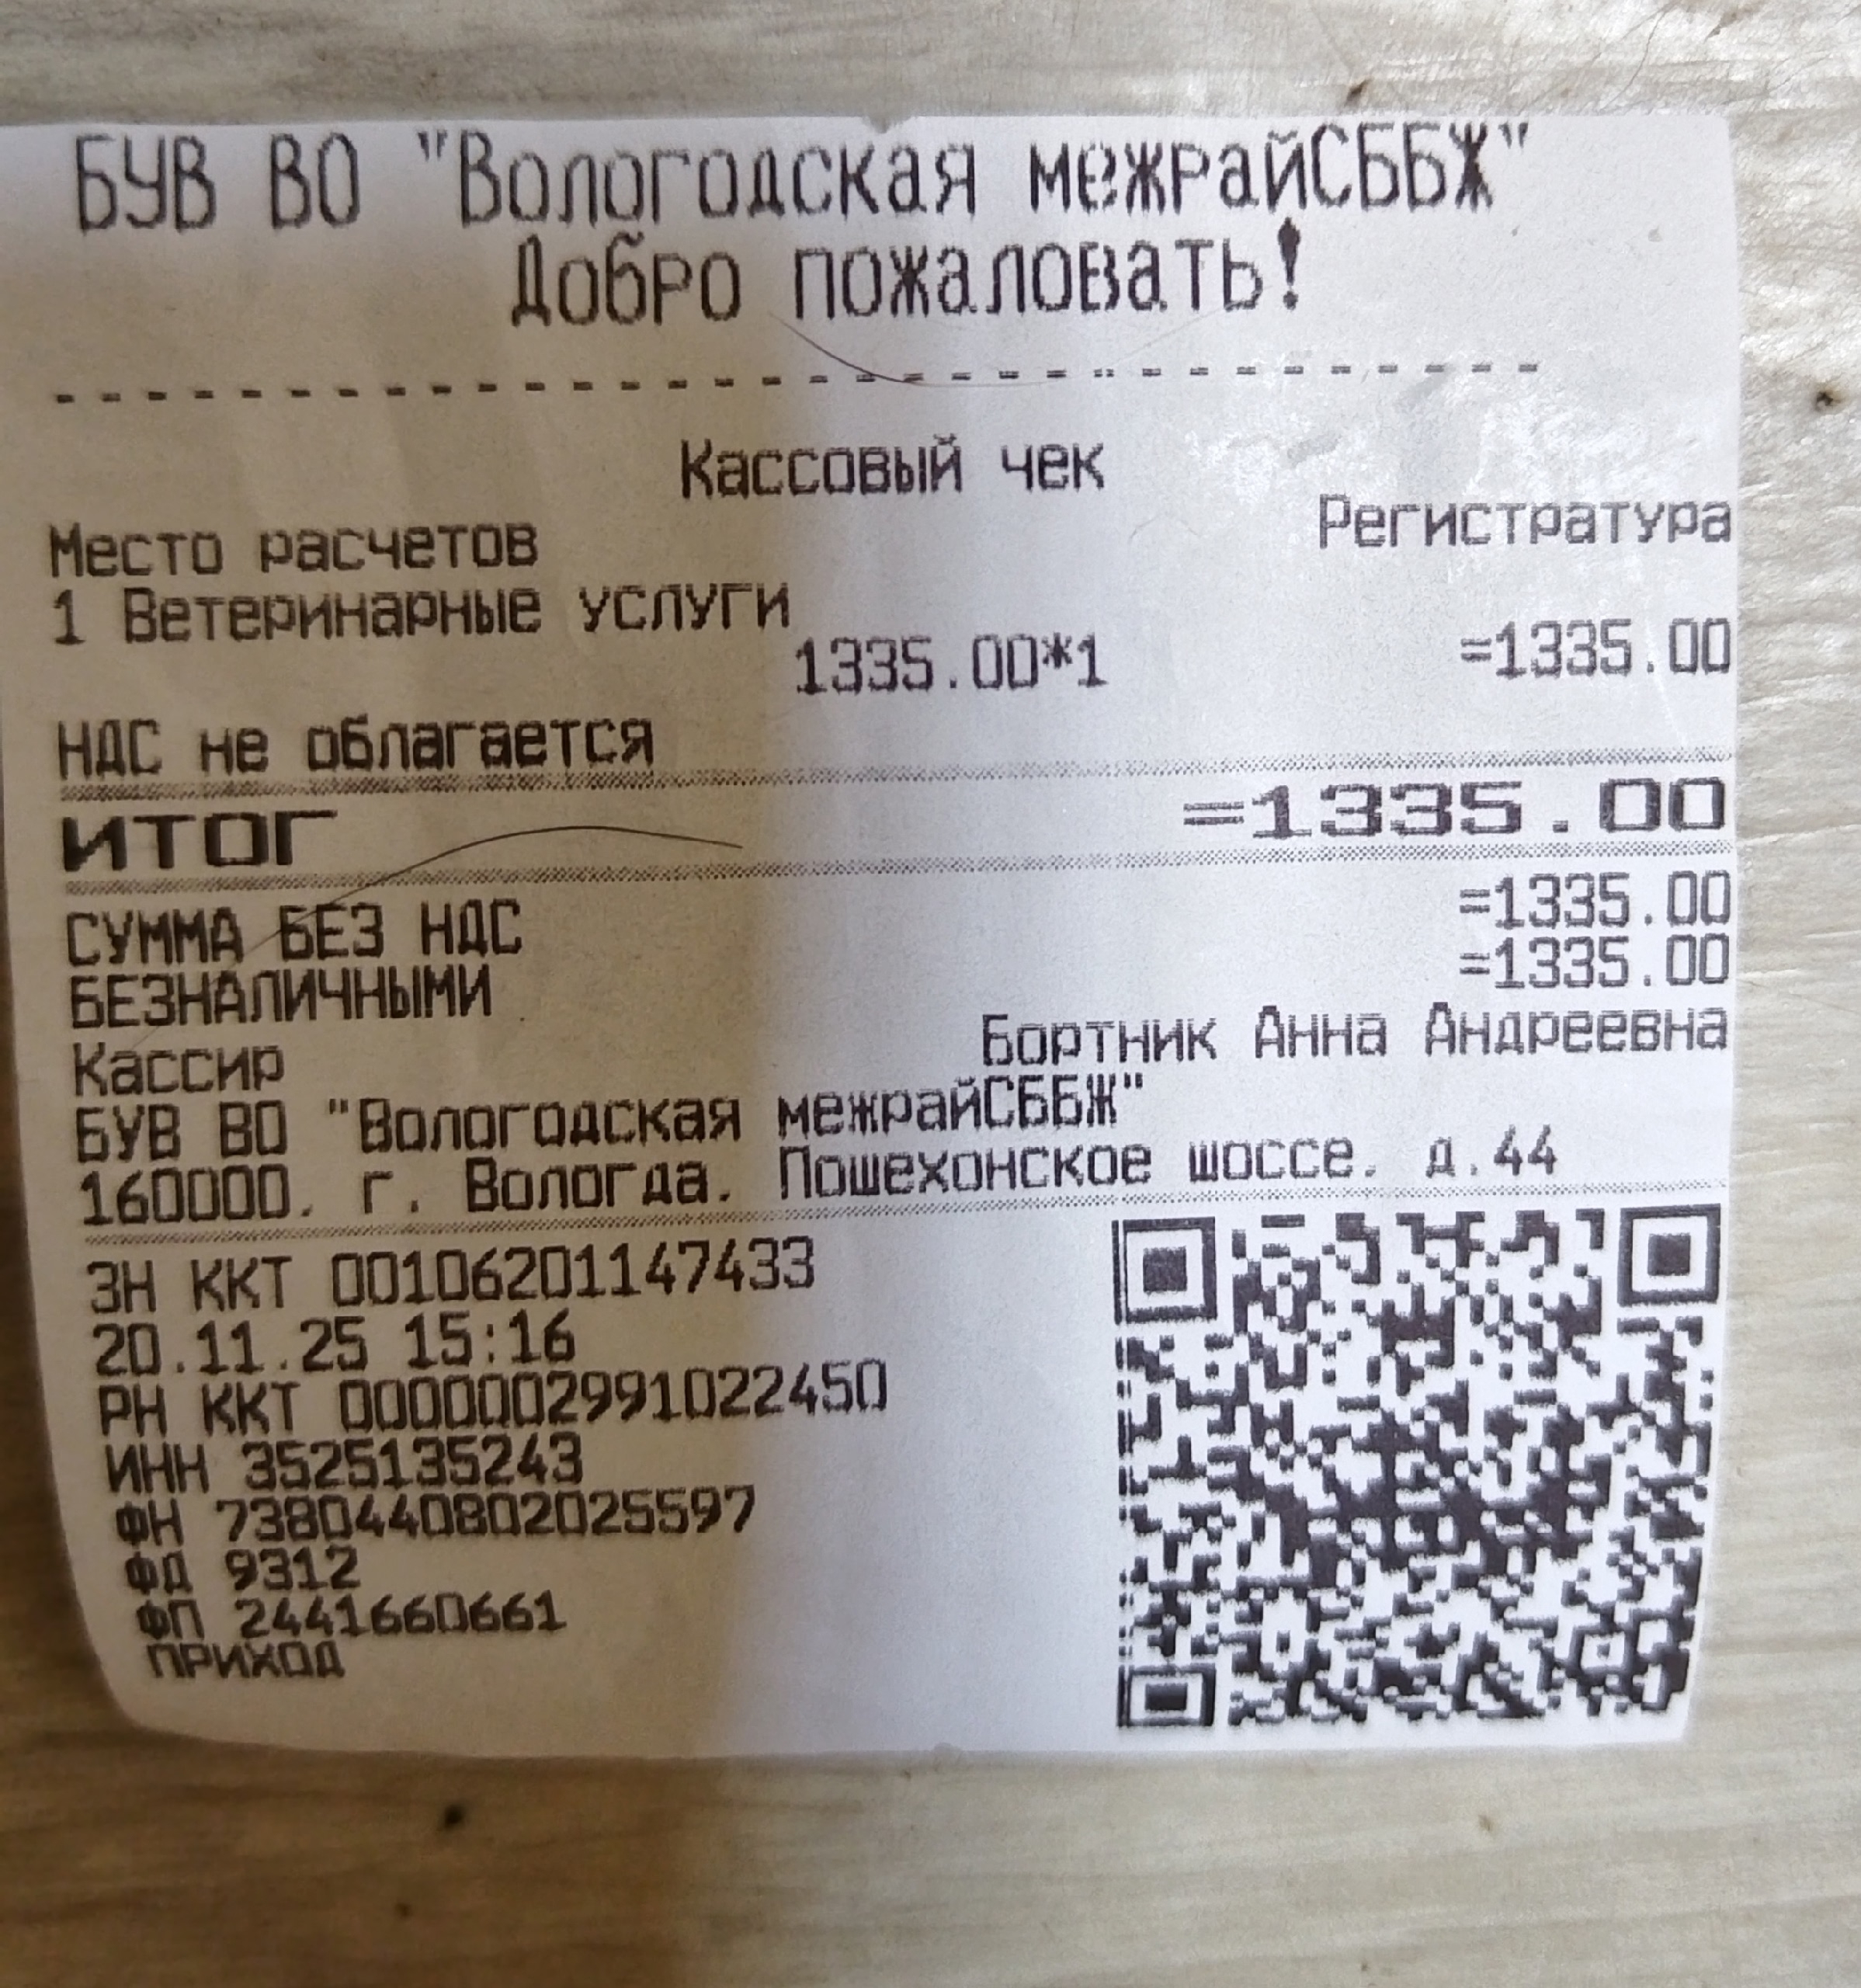 БУВ ВО "Вологодская межрайСББЖ"
Добро пожаловать!
Кассовый чек
Место расчетов Регистратура
1 Ветеринарные услуги
1335.00*1 =1335.00
НДС не облагается
ИТОГ =1335.00
СУММА БЕЗ НДС =1335.00
БЕЗНАЛИЧНЫМИ =1335.00
Кассир Бортник Анна Андреевна
БУВ ВО "Вологодская межрайСББЖ"
160000, г. Вологда, Пошехонское шоссе, д.44
ЗН ККТ 00106201147433
20.11.25 15:16
РН ККТ 0000002991022450
ИНН 3525135243
ФН 7380440802025597
ФД 9312
ФП 2441660661
ПРИХОД